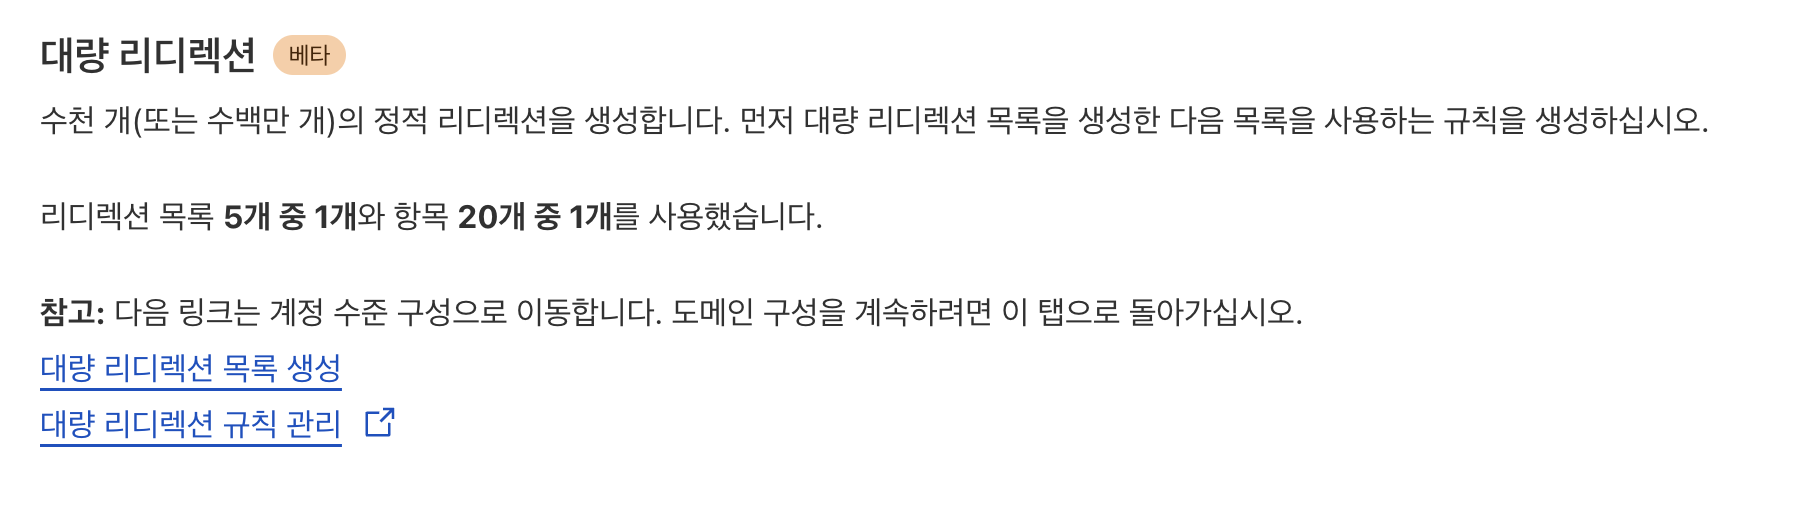 대량 리디렉션 베타
수천 개(또는 수백만 개)의 정적 리디렉션을 생성합니다. 먼저 대량 리디렉션 목록을 생성한 다음 목록을 사용하는 규칙을 생성하십시오.
리디렉션 목록 5개 중 1개와 항목 20개 중 1개를 사용했습니다.
참고: 다음 링크는 계정 수준 구성으로 이동합니다. 도메인 구성을 계속하려면 이 탭으로 돌아가십시오.
대량 리디렉션 목록 생성
대량 리디렉션 규칙 관리